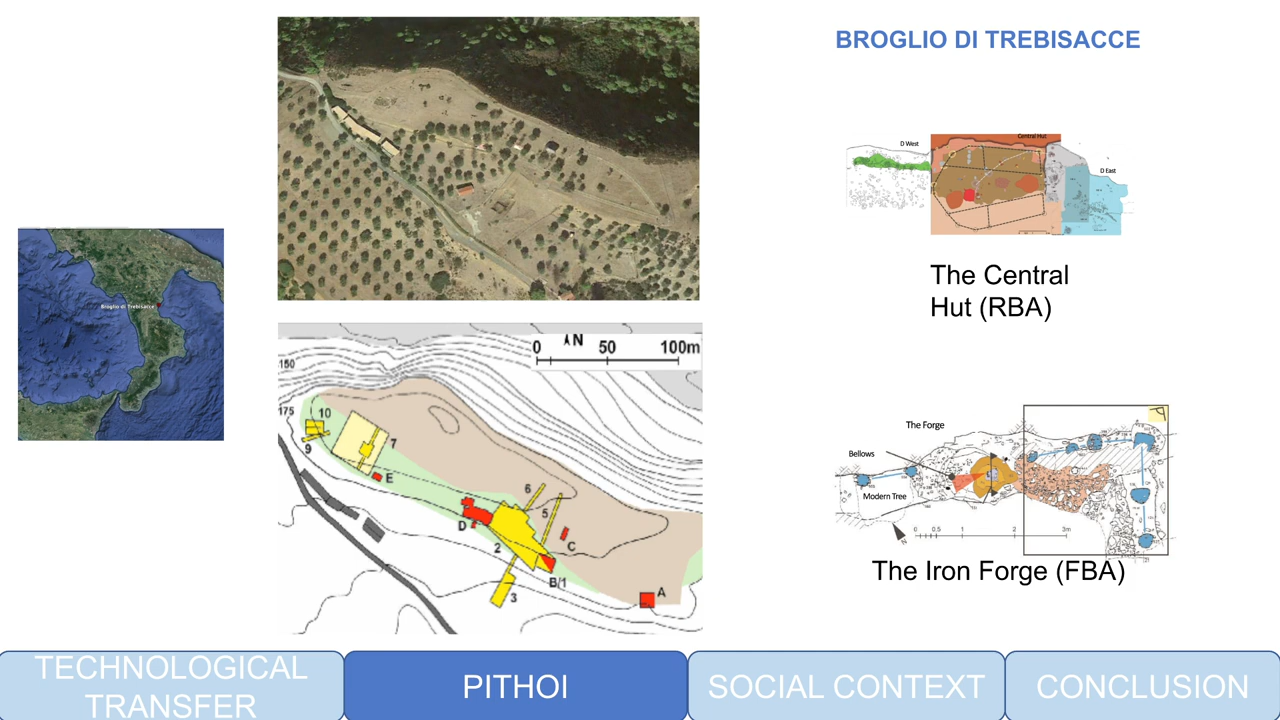 BROGLIO DI TREBISACCE
Central Hut
D West
D East
The Central
Hut (RBA)
Broglio di Trebisacce
N
0 50 100m
150
175
10
9
7
E
6
5
D
2
C
B/1
3
A
The Forge
Bellows
Modern Tree
0 0.5 1 2 3m
N
The Iron Forge (FBA)
TECHNOLOGICAL
TRANSFER
PITHOI
SOCIAL CONTEXT
CONCLUSION